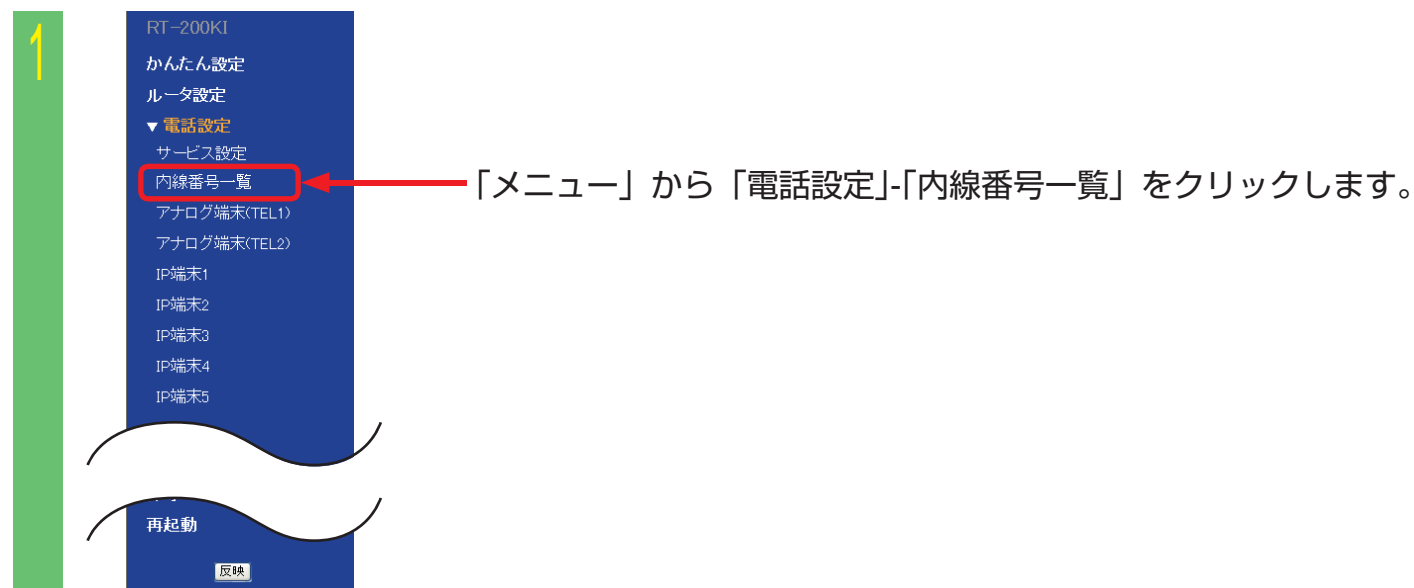 1
RT-200KI
かんたん設定
ルータ設定
▼電話設定
サービス設定
内線番号一覧
「メニュー」から「電話設定」-「内線番号一覧」をクリックします。
アナログ端末(TEL1)
アナログ端末(TEL2)
IP端末1
IP端末2
IP端末3
IP端末4
IP端末5
再起動
反映